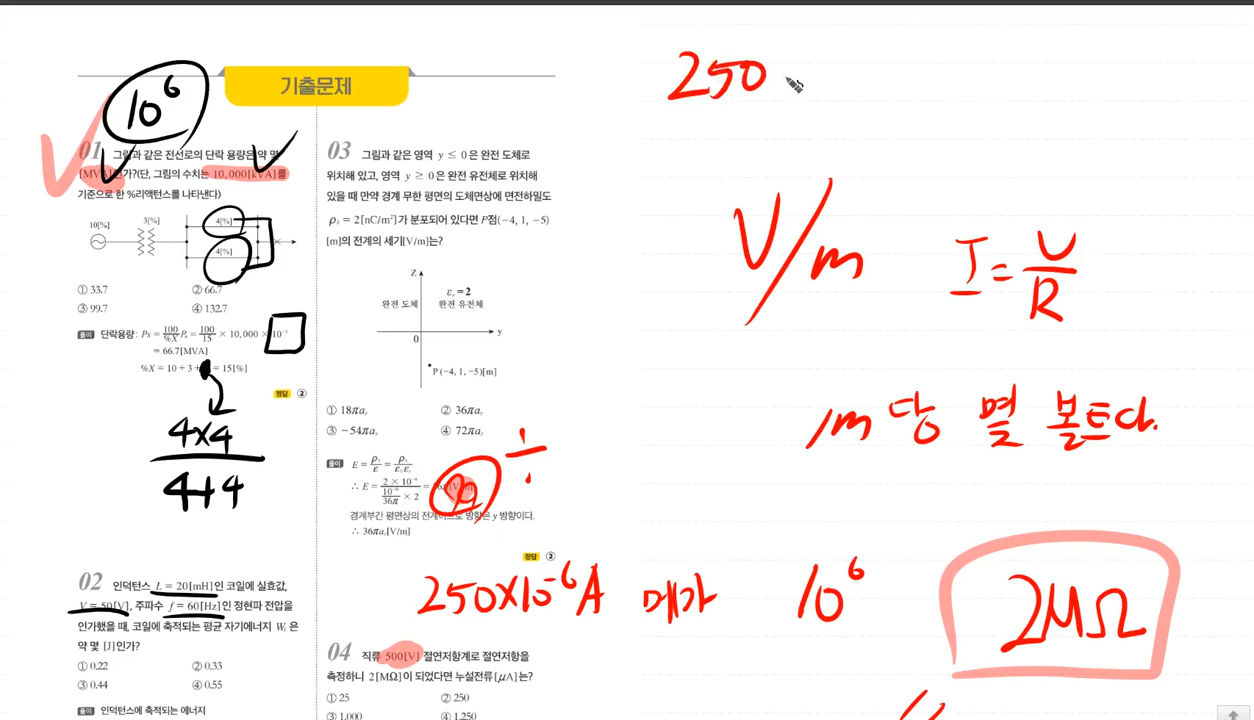 기출문제
10⁶
01 그림과 같은 전선로의 단락 용량은 약 몇
[MVA]인가?(단, 그림의 수치는 10,000[kVA]를
기준으로 한 %리액턴스를 나타낸다)
10[%] 3[%] 4[%]
4[%]
① 33.7 ② 66.7
③ 99.7 ④ 132.7
풀이 단락용량 : Ps = 100/%X Pₙ = 100/15 × 10,000 × 10⁻³
= 66.7[MVA]
%X = 10 + 3 + = 15[%]
정답 ②
4×4
4+4
02 인덕턴스 L = 20[mH]인 코일에 실효값,
V = 50[V], 주파수 f = 60[Hz]인 정현파 전압을
인가했을 때, 코일에 축적되는 평균 자기에너지 W_L은
약 몇 [J]인가?
① 0.22 ② 0.33
③ 0.44 ④ 0.55
풀이 인덕턴스에 축적되는 에너지
03 그림과 같은 영역 y ≤ 0은 완전 도체로
위치해 있고, 영역 y ≥ 0은 완전 유전체로 위치해
있을 때 만약 경계 무한 평면의 도체면상에 면전하밀도
ρₛ = 2[nC/m²]가 분포되어 있다면 P점(−4, 1, −5)
[m]의 전계의 세기[V/m]는?
Z
εᵣ = 2
완전 도체 완전 유전체
0 y
P (−4, 1, −5)[m]
① 18πaᵧ ② 36πaᵧ
③ −54πaᵧ ④ 72πaᵧ
풀이 E = ρₛ/ε = ρₛ/ε₀εᵣ
∴ E = 2 × 10⁻⁹ / (10⁻⁹/36π × 2) =
경계부간 평면상의 방향은 y 방향이다.
∴ 36πaᵧ[V/m]
정답 ②
÷
250×10⁻⁶A 메가 10⁶ 2MΩ
04 직류 500[V] 절연저항계로 절연저항을
측정하니 2[MΩ]이 되었다면 누설전류[μA]는?
① 25 ② 250
③ 1,000 ④ 1,250
250
V/m I = V/R
1m 당 몇 볼트다.